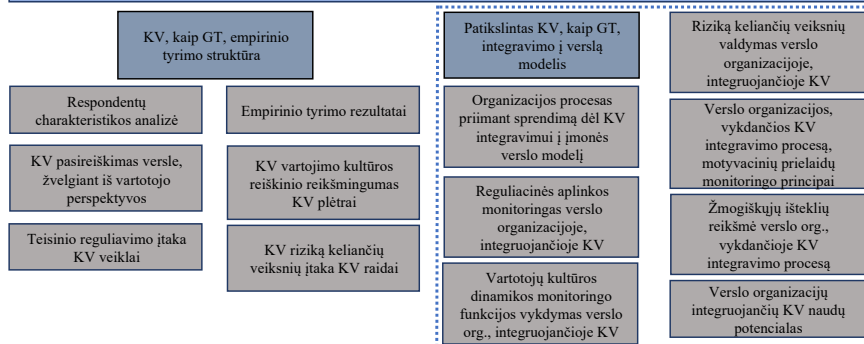 KV, kaip GT, empirinio
tyrimo struktūra
Respondentų
charakteristikos analizė
Empirinio tyrimo rezultatai
KV pasireiškimas versle,
žvelgiant iš vartotojo
perspektyvos
KV vartojimo kultūros
reiškinio reikšmingumas
KV plėtrai
Teisinio reguliavimo įtaka
KV veiklai
KV riziką keliančių
veiksnių įtaka KV raidai
Patikslintas KV, kaip GT,
integravimo į verslą
modelis
Organizacijos procesas
priimant sprendimą dėl KV
integravimui į įmonės
verslo modelį
Reguliacinės aplinkos
monitoringas verslo
organizacijoje,
integruojančioje KV
Vartotojų kultūros
dinamikos monitoringo
funkcijos vykdymas verslo
org., integruojančioje KV
Riziką keliančių veiksnių
valdymas verslo
organizacijoje,
integruojančioje KV
Verslo organizacijos,
vykdančios KV
integravimo procesą,
motyvacinių prielaidų
monitoringo principai
Žmogiškųjų išteklių
reikšmė verslo org.,
vykdančioje KV
integravimo procesą
Verslo organizacijų
integruojančių KV naudų
potencialas